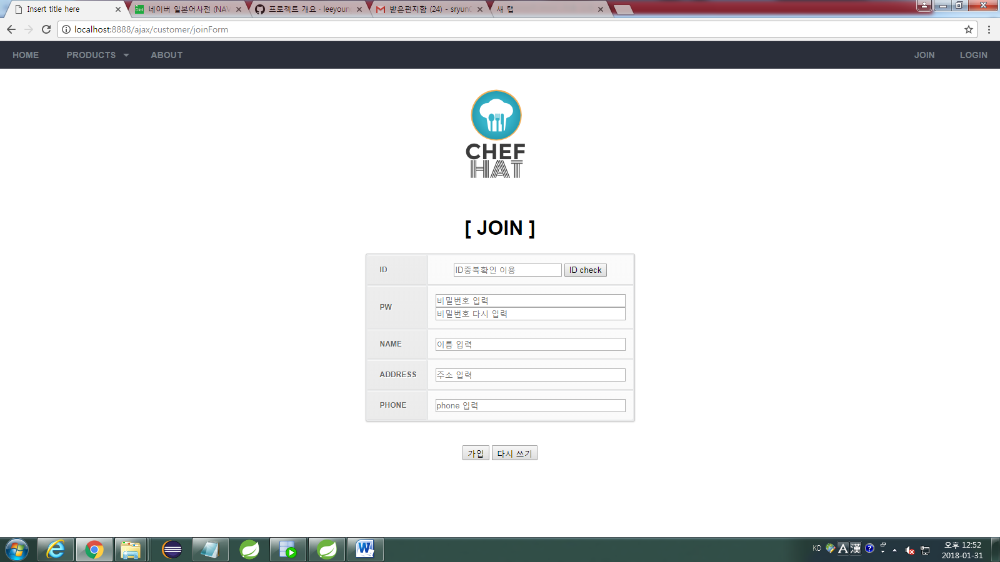 Insert title here
네이버 일본어사전 (NAV
프로젝트 개요 · leeyoun
받은편지함 (24) - sryun0
새 탭
localhost:8888/ajax/customer/joinForm
HOME PRODUCTS ABOUT JOIN LOGIN
CHEF
HAT
[ JOIN ]
ID ID중복확인 이용 ID check
PW 비밀번호 입력
비밀번호 다시 입력
NAME 이름 입력
ADDRESS 주소 입력
PHONE phone 입력
가입 다시 쓰기
KO A 漢 ? 오후 12:52
2018-01-31